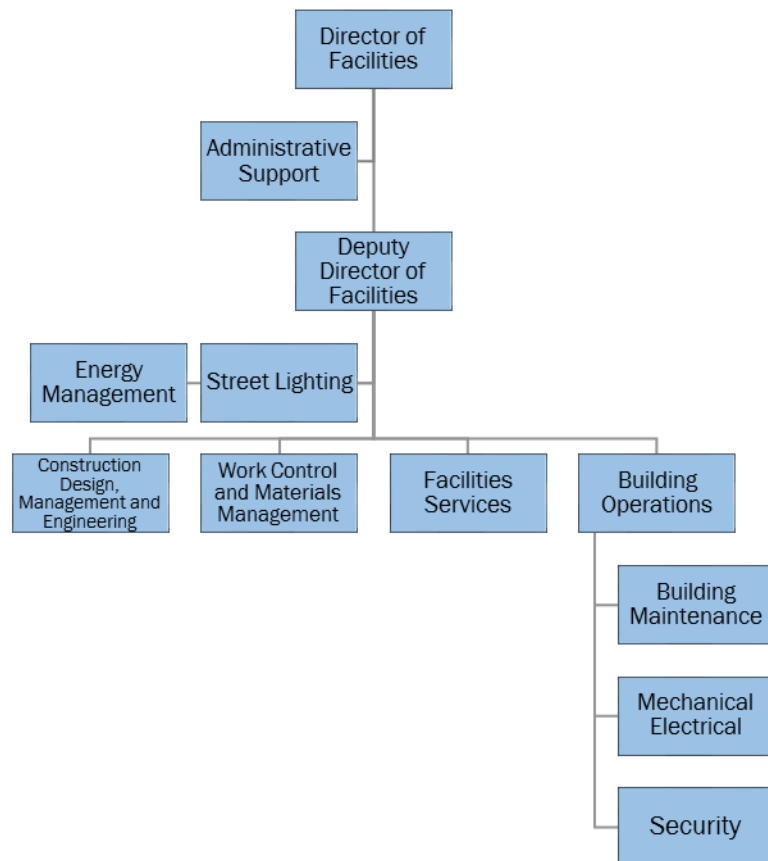 Director of
Facilities
Administrative
Support
Deputy
Director of
Facilities
Energy
Management
Street Lighting
Construction
Design,
Management and
Engineering
Work Control
and Materials
Management
Facilities
Services
Building
Operations
Building
Maintenance
Mechanical
Electrical
Security